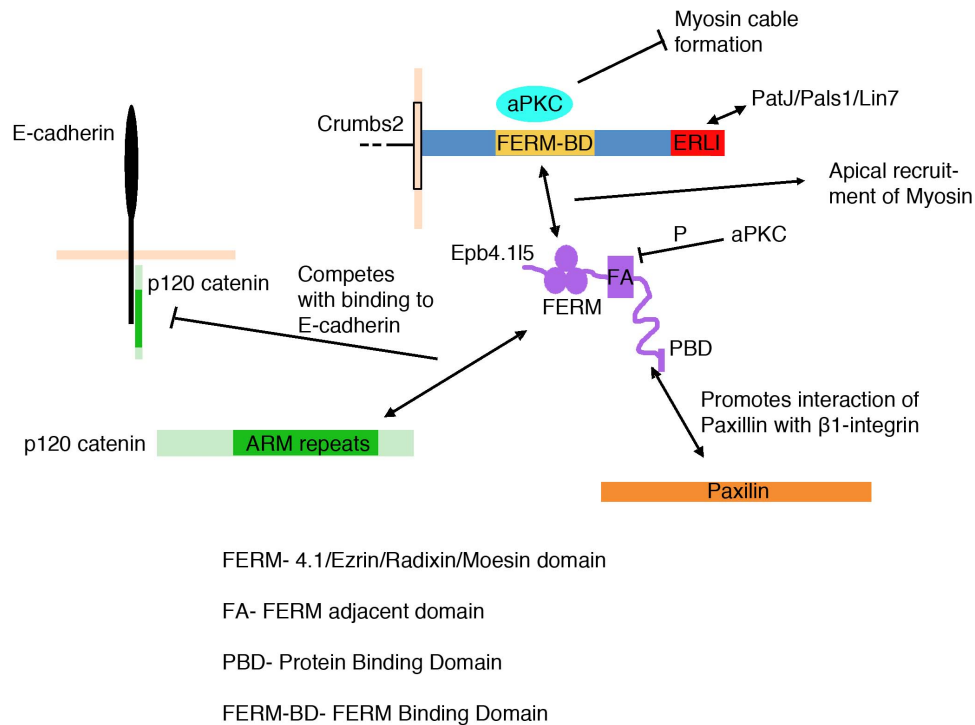 Myosin cable
formation
aPKC
PatJ/Pals1/Lin7
E-cadherin
Crumbs2
FERM-BD
ERLI
Apical recruit-
ment of Myosin
P
aPKC
Epb4.1l5
FA
FERM
p120 catenin
Competes
with binding to
E-cadherin
PBD
Promotes interaction of
Paxillin with β1-integrin
p120 catenin
ARM repeats
Paxilin
FERM- 4.1/Ezrin/Radixin/Moesin domain
FA- FERM adjacent domain
PBD- Protein Binding Domain
FERM-BD- FERM Binding Domain